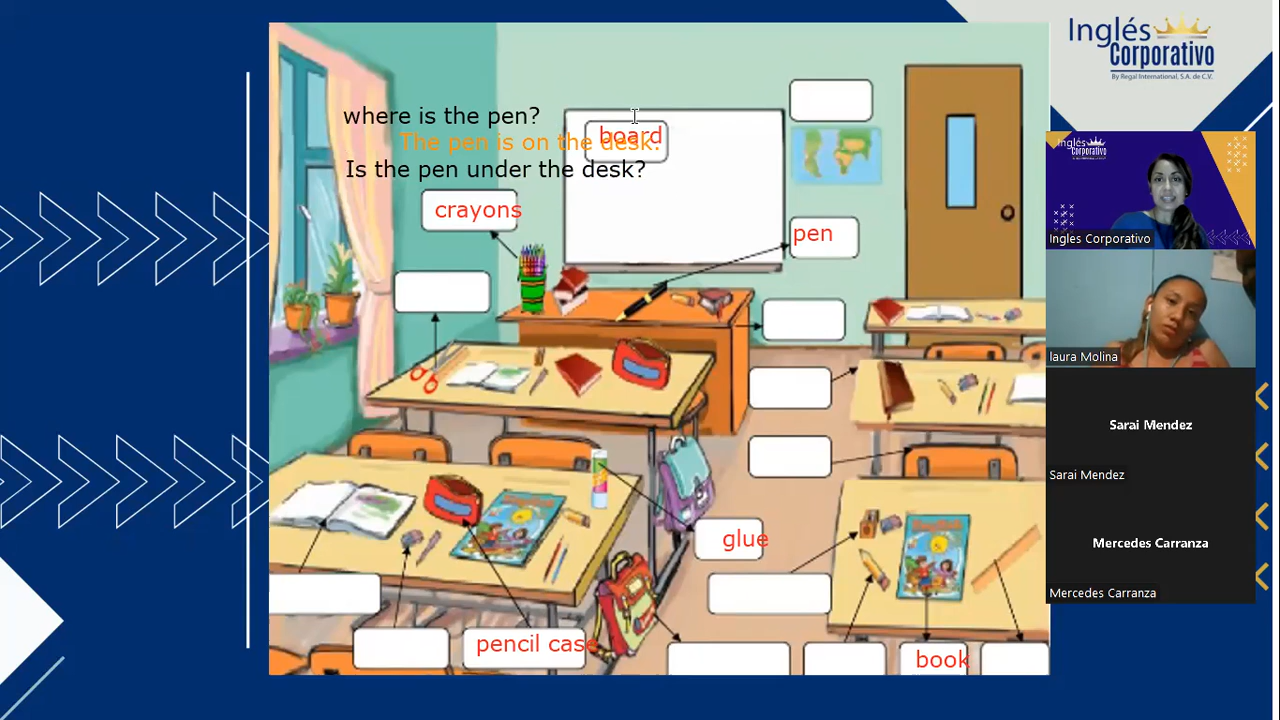 Inglés
Corporativo
By Regal International, S.A. de C.V.
where is the pen?
The pen is on the desk.
board
Is the pen under the desk?
crayons
pen
glue
pencil case
book
Inglés
Corporativo
Ingles Corporativo
laura Molina
Sarai Mendez
Sarai Mendez
Mercedes Carranza
Mercedes Carranza